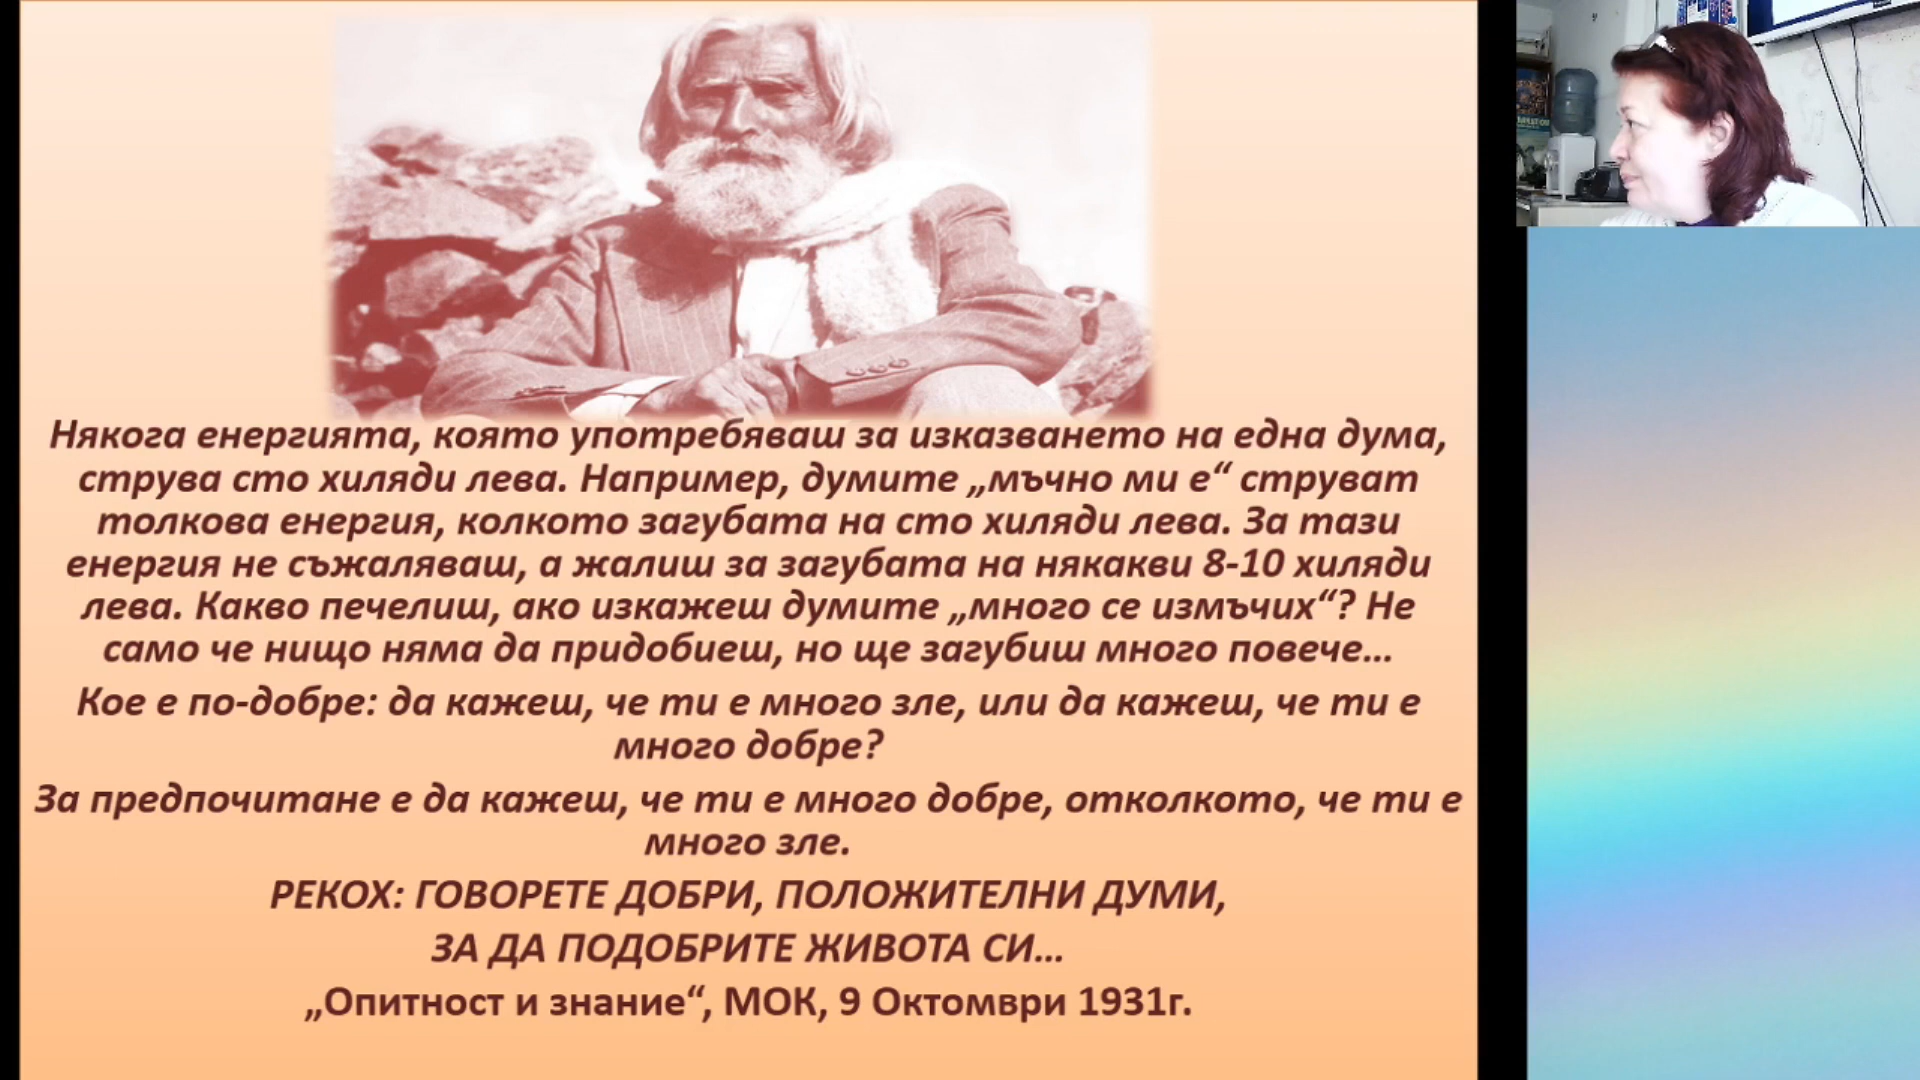 Някога енергията, която употребяваш за изказването на една дума,
струва сто хиляди лева. Например, думите „мъчно ми е“ струват
толкова енергия, колкото загубата на сто хиляди лева. За тази
енергия не съжаляваш, а жалиш за загубата на някакви 8-10 хиляди
лева. Какво печелиш, ако изкажеш думите „много се измъчих“? Не
само че нищо няма да придобиеш, но ще загубиш много повече...
Кое е по-добре: да кажеш, че ти е много зле, или да кажеш, че ти е
много добре?
За предпочитане е да кажеш, че ти е много добре, отколкото, че ти е
много зле.
РЕКОХ: ГОВОРЕТЕ ДОБРИ, ПОЛОЖИТЕЛНИ ДУМИ,
ЗА ДА ПОДОБРИТЕ ЖИВОТА СИ...
„Опитност и знание“, МОК, 9 Октомври 1931г.